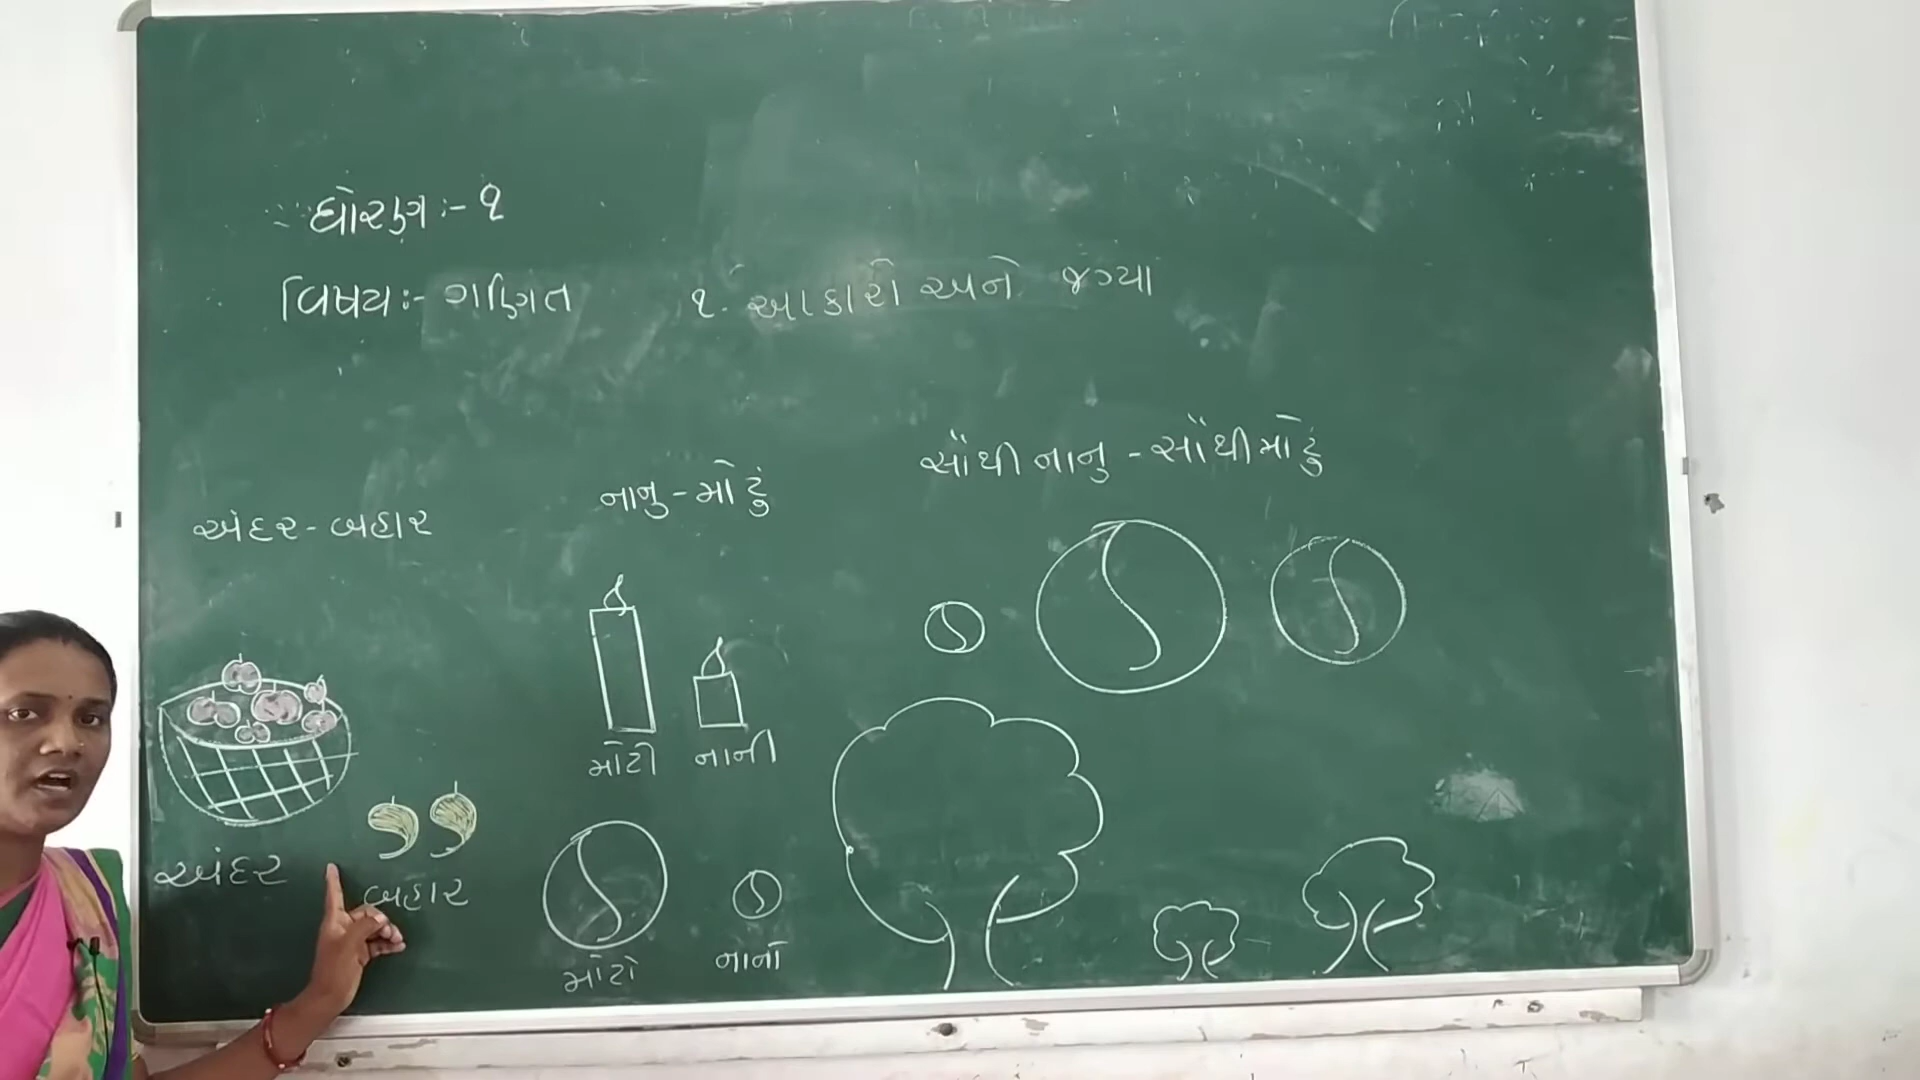 ધોરણ :- ૧
વિષય :- ગણિત
૧. આકારો અને જગ્યા
અંદર - બહાર
નાનુ - મોટું
સૌથી નાનુ - સૌથી મોટું
મોટી
નાની
અંદર
બહાર
મોટો
નાનો